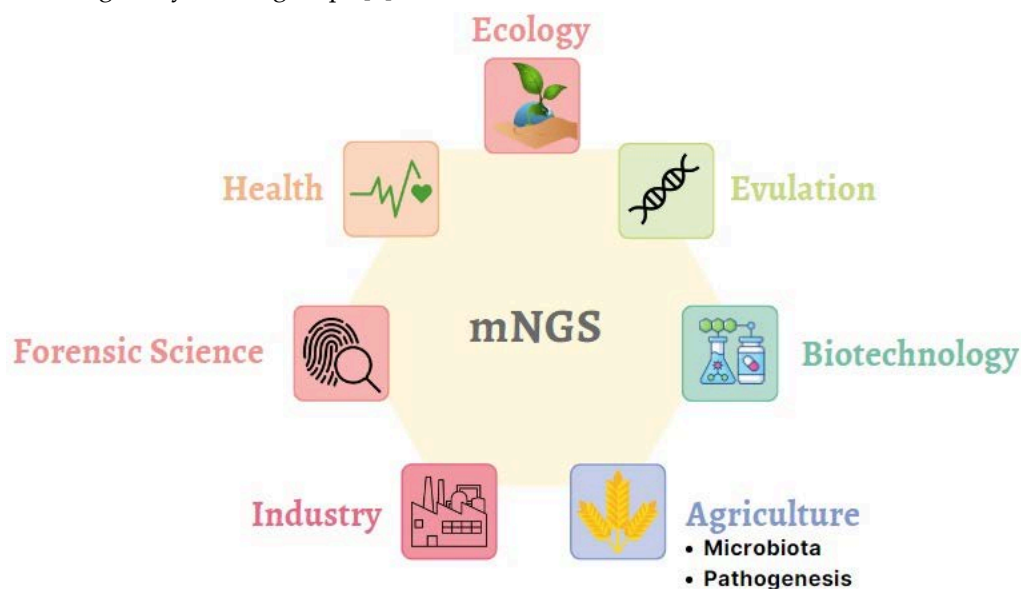 Ecology
Health
Evulation
mNGS
Forensic Science
Biotechnology
Industry
Agriculture
• Microbiota
• Pathogenesis